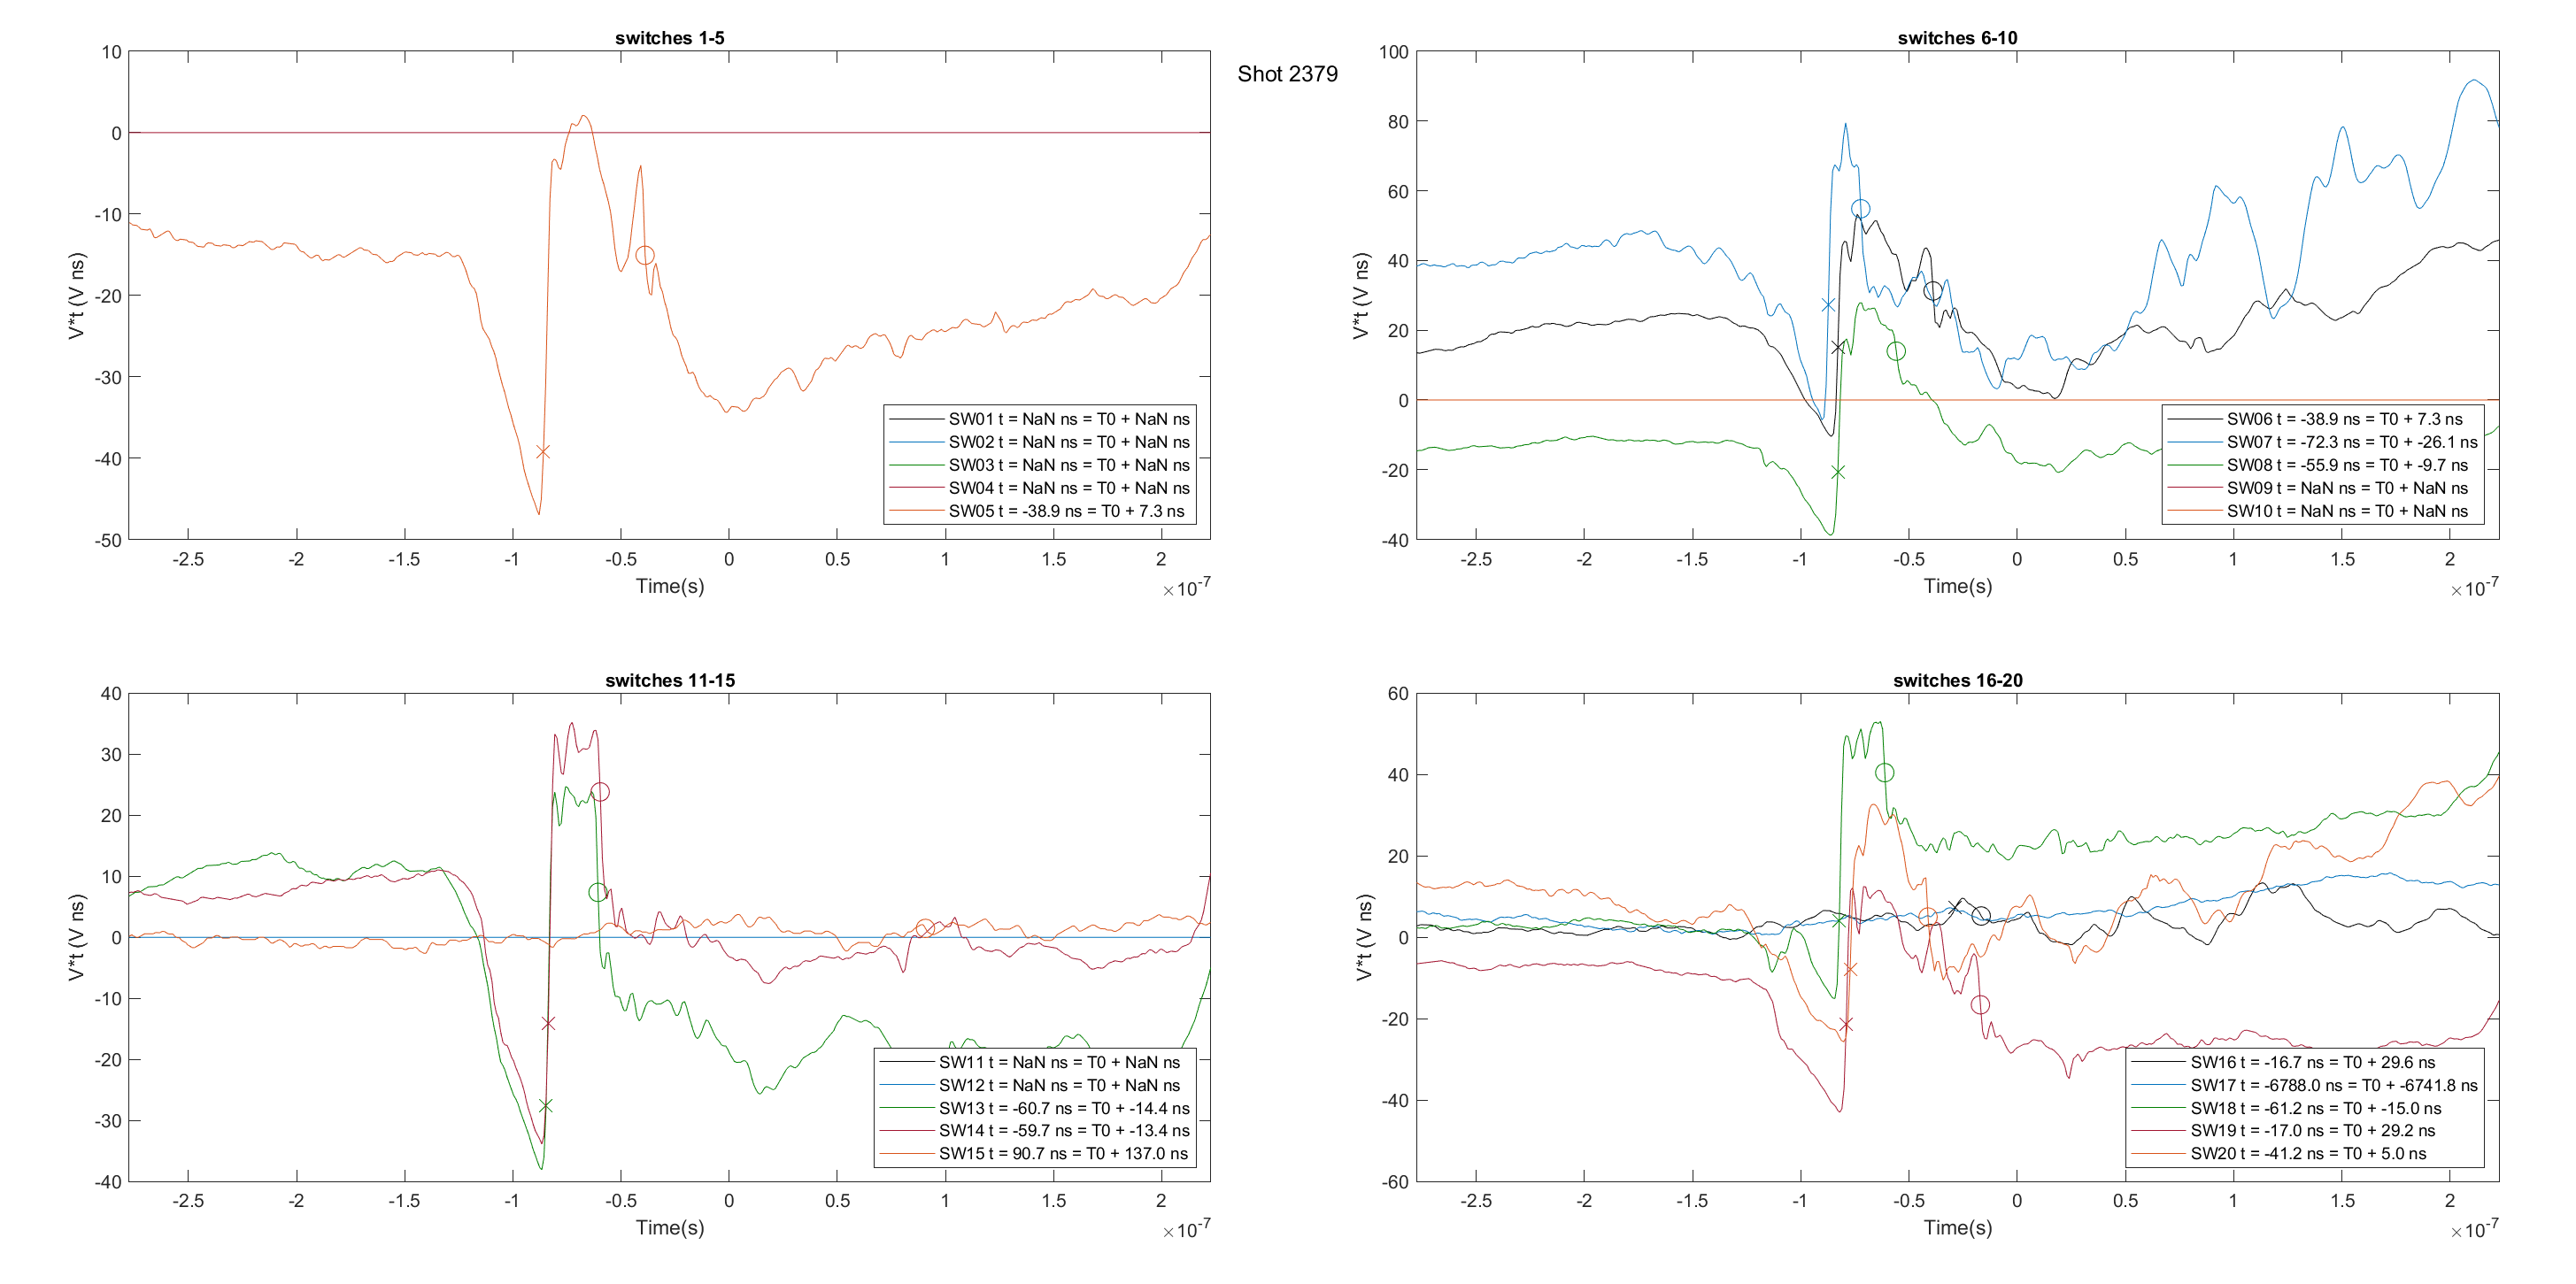 Shot 2379
switches 1-5
10
0
-10
-20
-30
-40
-50
V*t (V ns)
-2.5 -2 -1.5 -1 -0.5 0 0.5 1 1.5 2
Time(s)
×10-7
SW01 t = NaN ns = T0 + NaN ns
SW02 t = NaN ns = T0 + NaN ns
SW03 t = NaN ns = T0 + NaN ns
SW04 t = NaN ns = T0 + NaN ns
SW05 t = -38.9 ns = T0 + 7.3 ns
switches 6-10
100
80
60
40
20
0
-20
-40
V*t (V ns)
-2.5 -2 -1.5 -1 -0.5 0 0.5 1 1.5 2
Time(s)
×10-7
SW06 t = -38.9 ns = T0 + 7.3 ns
SW07 t = -72.3 ns = T0 + -26.1 ns
SW08 t = -55.9 ns = T0 + -9.7 ns
SW09 t = NaN ns = T0 + NaN ns
SW10 t = NaN ns = T0 + NaN ns
switches 11-15
40
30
20
10
0
-10
-20
-30
-40
V*t (V ns)
-2.5 -2 -1.5 -1 -0.5 0 0.5 1 1.5 2
Time(s)
×10-7
SW11 t = NaN ns = T0 + NaN ns
SW12 t = NaN ns = T0 + NaN ns
SW13 t = -60.7 ns = T0 + -14.4 ns
SW14 t = -59.7 ns = T0 + -13.4 ns
SW15 t = 90.7 ns = T0 + 137.0 ns
switches 16-20
60
40
20
0
-20
-40
-60
V*t (V ns)
-2.5 -2 -1.5 -1 -0.5 0 0.5 1 1.5 2
Time(s)
×10-7
SW16 t = -16.7 ns = T0 + 29.6 ns
SW17 t = -6788.0 ns = T0 + -6741.8 ns
SW18 t = -61.2 ns = T0 + -15.0 ns
SW19 t = -17.0 ns = T0 + 29.2 ns
SW20 t = -41.2 ns = T0 + 5.0 ns